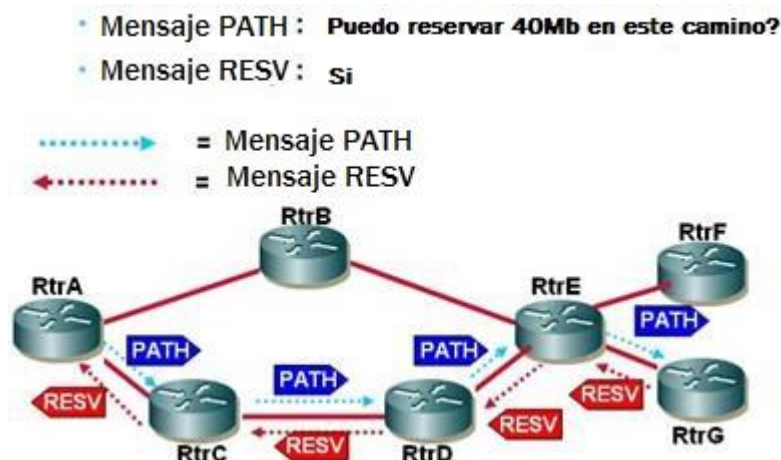 • Mensaje PATH : Puedo reservar 40Mb en este camino?
• Mensaje RESV : Si
= Mensaje PATH
= Mensaje RESV
RtrB
RtrF
RtrA
RtrE
PATH
PATH
PATH
PATH
RESV
RESV
RESV
RESV
RtrC
RtrD
RtrG